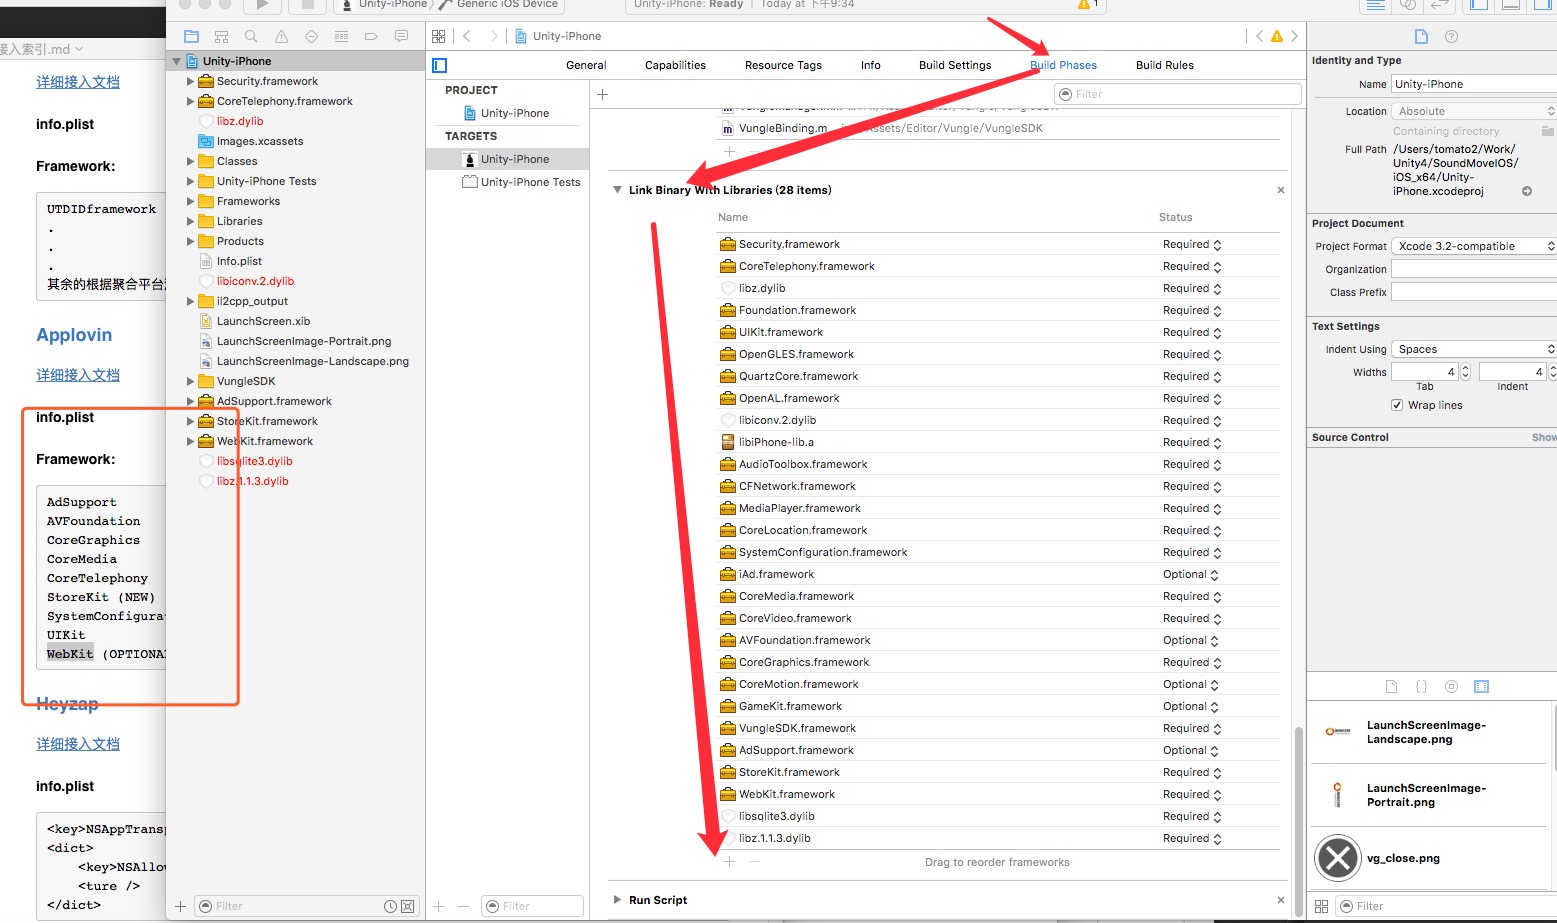 Unity-iPhone
Generic iOS Device
Unity-iPhone: Ready
Today at 下午9:34
1
接入索引.md
详细接入文档
info.plist
Framework:
UTDIDframework
.
.
.
其余的根据聚合平台
Applovin
详细接入文档
info.plist
Framework:
AdSupport
AVFoundation
CoreGraphics
CoreMedia
CoreTelephony
StoreKit (NEW)
SystemConfigura
UIKit
WebKit (OPTIONA
Heyzap
详细接入文档
info.plist
<key>NSAppTransp
<dict>
<key>NSAllow
<ture />
</dict>
Unity-iPhone
Security.framework
CoreTelephony.framework
libz.dylib
Images.xcassets
Classes
Unity-iPhone Tests
Frameworks
Libraries
Products
Info.plist
libiconv.2.dylib
il2cpp_output
LaunchScreen.xib
LaunchScreenImage-Portrait.png
LaunchScreenImage-Landscape.png
VungleSDK
AdSupport.framework
StoreKit.framework
WebKit.framework
libsqlite3.dylib
libz.1.1.3.dylib
Filter
Unity-iPhone
General
Capabilities
Resource Tags
Info
Build Settings
Build Phases
Build Rules
PROJECT
Unity-iPhone
TARGETS
Unity-iPhone
Unity-iPhone Tests
Filter
Filter
VungleBinding.m
/Assets/Editor/Vungle/VungleSDK
Link Binary With Libraries (28 items)
Name Status
Security.framework Required
CoreTelephony.framework Required
libz.dylib Required
Foundation.framework Required
UIKit.framework Required
OpenGLES.framework Required
QuartzCore.framework Required
OpenAL.framework Required
libiconv.2.dylib Required
libiPhone-lib.a Required
AudioToolbox.framework Required
CFNetwork.framework Required
MediaPlayer.framework Required
CoreLocation.framework Required
SystemConfiguration.framework Required
iAd.framework Optional
CoreMedia.framework Required
CoreVideo.framework Required
AVFoundation.framework Optional
CoreGraphics.framework Required
CoreMotion.framework Optional
GameKit.framework Optional
VungleSDK.framework Required
AdSupport.framework Optional
StoreKit.framework Required
WebKit.framework Required
libsqlite3.dylib Required
libz.1.1.3.dylib Required
Drag to reorder frameworks
Run Script
Identity and Type
Name Unity-iPhone
Location Absolute
Containing directory
Full Path /Users/tomato2/Work/
Unity4/SoundMoveIOS/
iOS_x64/Unity-
iPhone.xcodeproj
Project Document
Project Format Xcode 3.2-compatible
Organization
Class Prefix
Text Settings
Indent Using Spaces
Widths 4 4
Tab Indent
Wrap lines
Source Control Show
{ }
LaunchScreenImage-
Landscape.png
LaunchScreenImage-
Portrait.png
vg_close.png
Filter